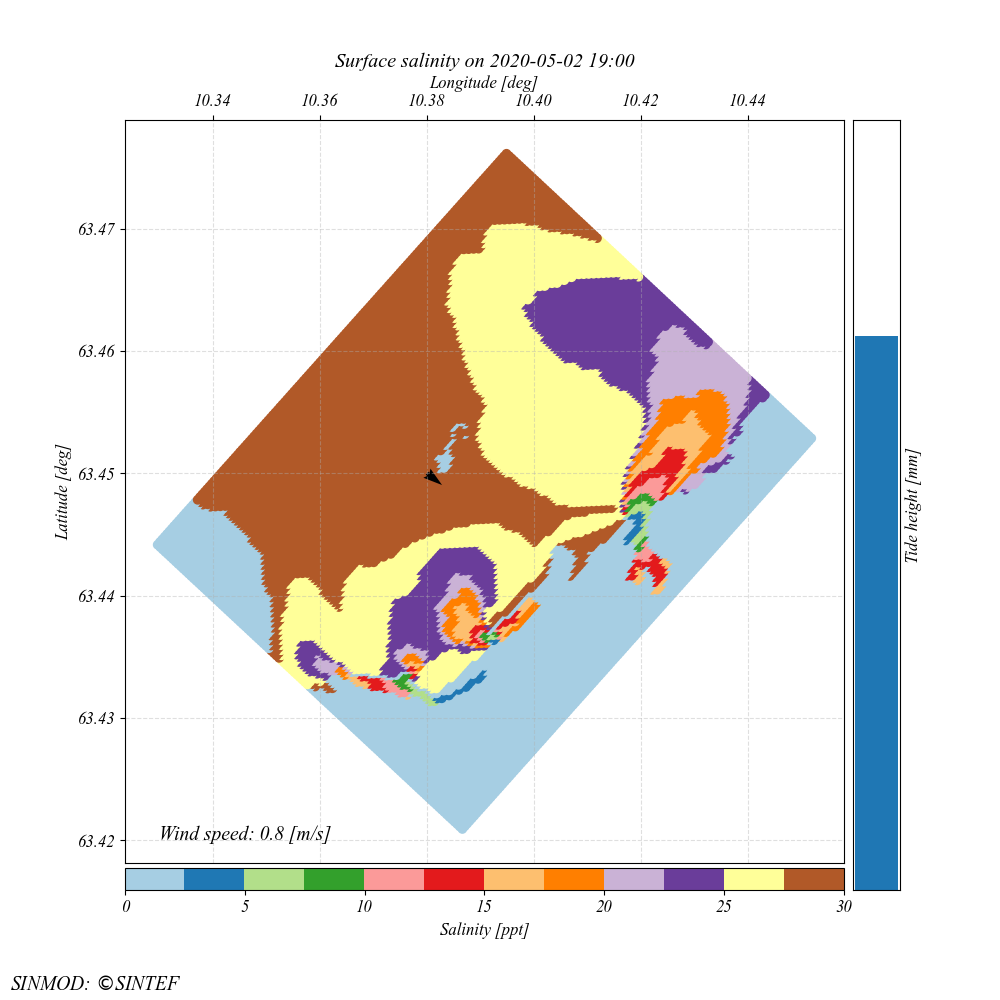 Surface salinity on 2020-05-02 19:00
Longitude [deg]
10.34 10.36 10.38 10.40 10.42 10.44
63.47
63.46
63.45
63.44
63.43
63.42
Latitude [deg]
Tide height [mm]
Wind speed: 0.8 [m/s]
0 5 10 15 20 25 30
Salinity [ppt]
SINMOD: ©SINTEF